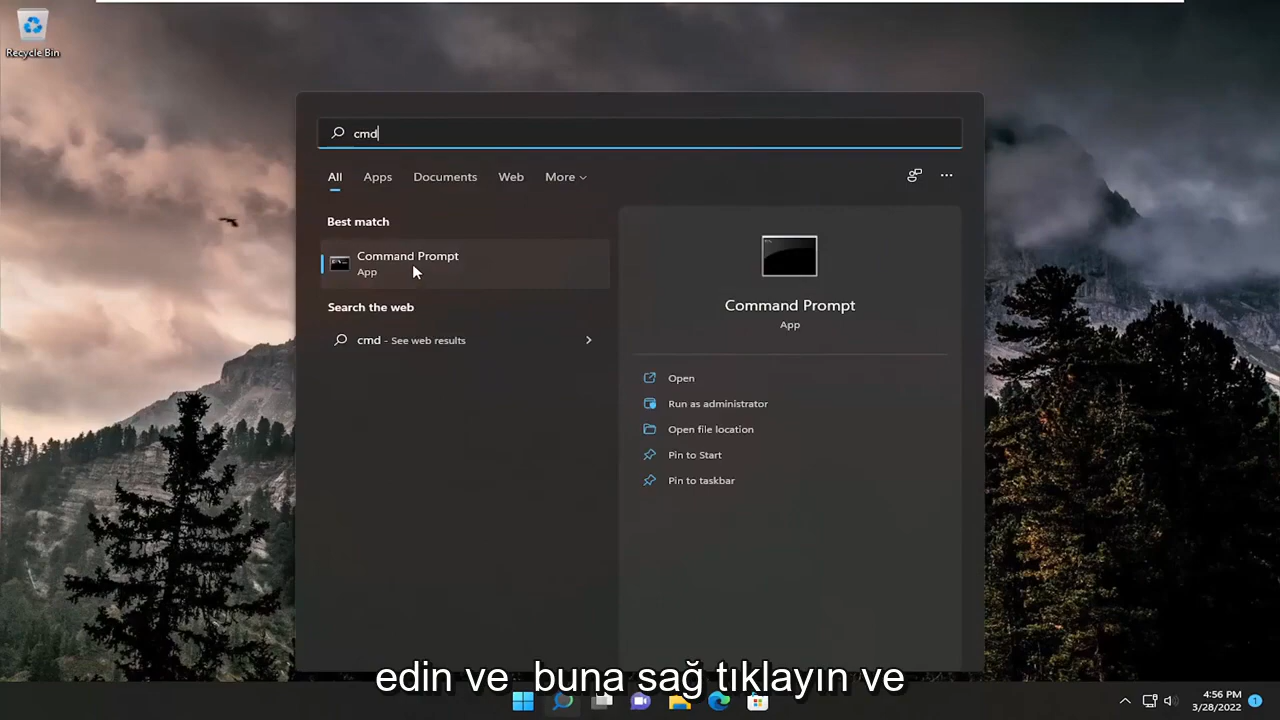 Recycle Bin
cmd
All Apps Documents Web More
Best match
Command Prompt
App
Search the web
cmd - See web results
Command Prompt
App
Open
Run as administrator
Open file location
Pin to Start
Pin to taskbar
edin ve buna sağ tıklayın ve
4:56 PM
3/28/2022
1